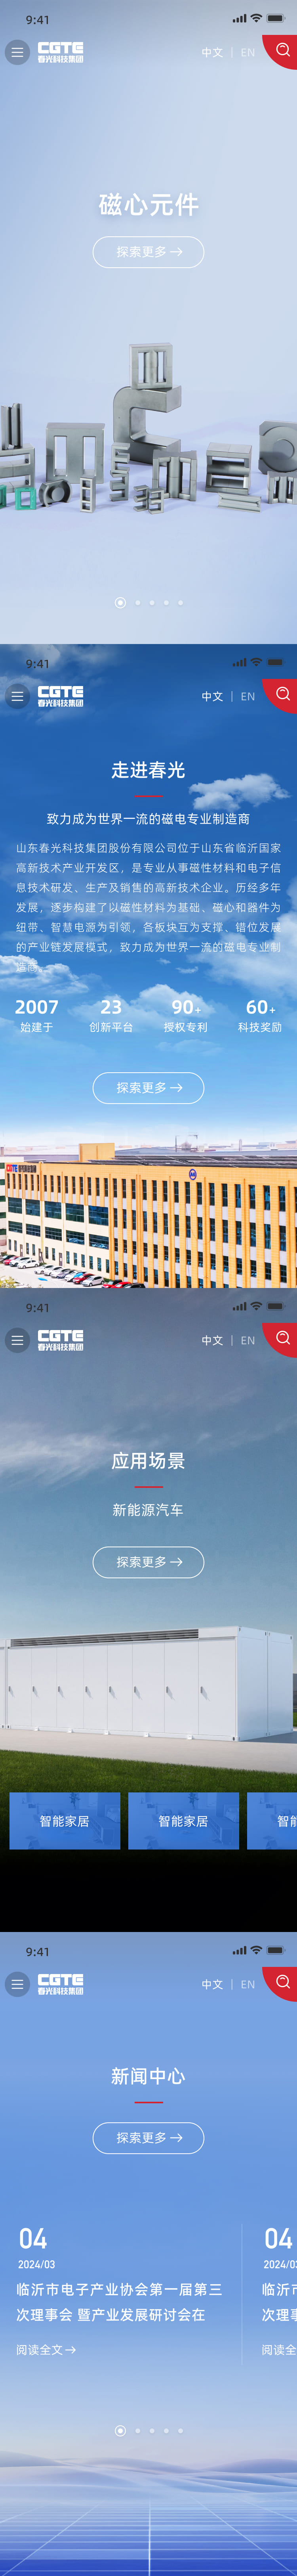 9:41
CGTE
春光科技集团
中文 | EN
磁心元件
探索更多
9:41
CGTE
春光科技集团
中文 | EN
走进春光
致力成为世界一流的磁电专业制造商
山东春光科技集团股份有限公司位于山东省临沂国家
高新技术产业开发区，是专业从事磁性材料和电子信
息技术研发、生产及销售的高新技术企业。历经多年
发展，逐步构建了以磁性材料为基础、磁心和器件为
纽带、智慧电源为引领，各板块互为支撑、错位发展
的产业链发展模式，致力成为世界一流的磁电专业制
造商。
2007 23 90+ 60+
始建于 创新平台 授权专利 科技奖励
探索更多
9:41
CGTE
春光科技集团
中文 | EN
应用场景
新能源汽车
探索更多
智能家居 智能家居 智能
9:41
CGTE
春光科技集团
中文 | EN
新闻中心
探索更多
04 04
2024/03 2024/03
临沂市电子产业协会第一届第三 临沂市
次理事会 暨产业发展研讨会在 次理事
阅读全文 阅读全